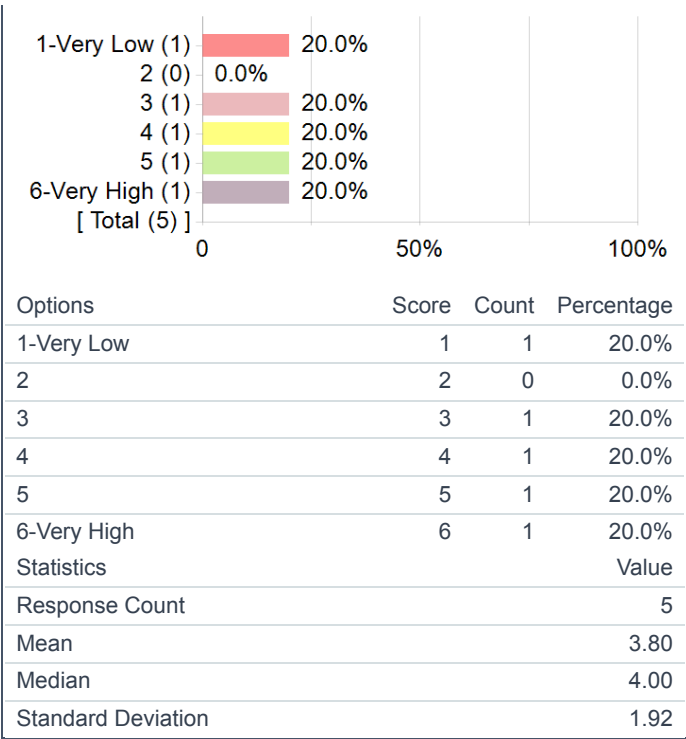 1-Very Low (1) 20.0%
2 (0) 0.0%
3 (1) 20.0%
4 (1) 20.0%
5 (1) 20.0%
6-Very High (1) 20.0%
[ Total (5) ]
0 50% 100%
Options Score Count Percentage
1-Very Low 1 1 20.0%
2 2 0 0.0%
3 3 1 20.0%
4 4 1 20.0%
5 5 1 20.0%
6-Very High 6 1 20.0%
Statistics Value
Response Count 5
Mean 3.80
Median 4.00
Standard Deviation 1.92